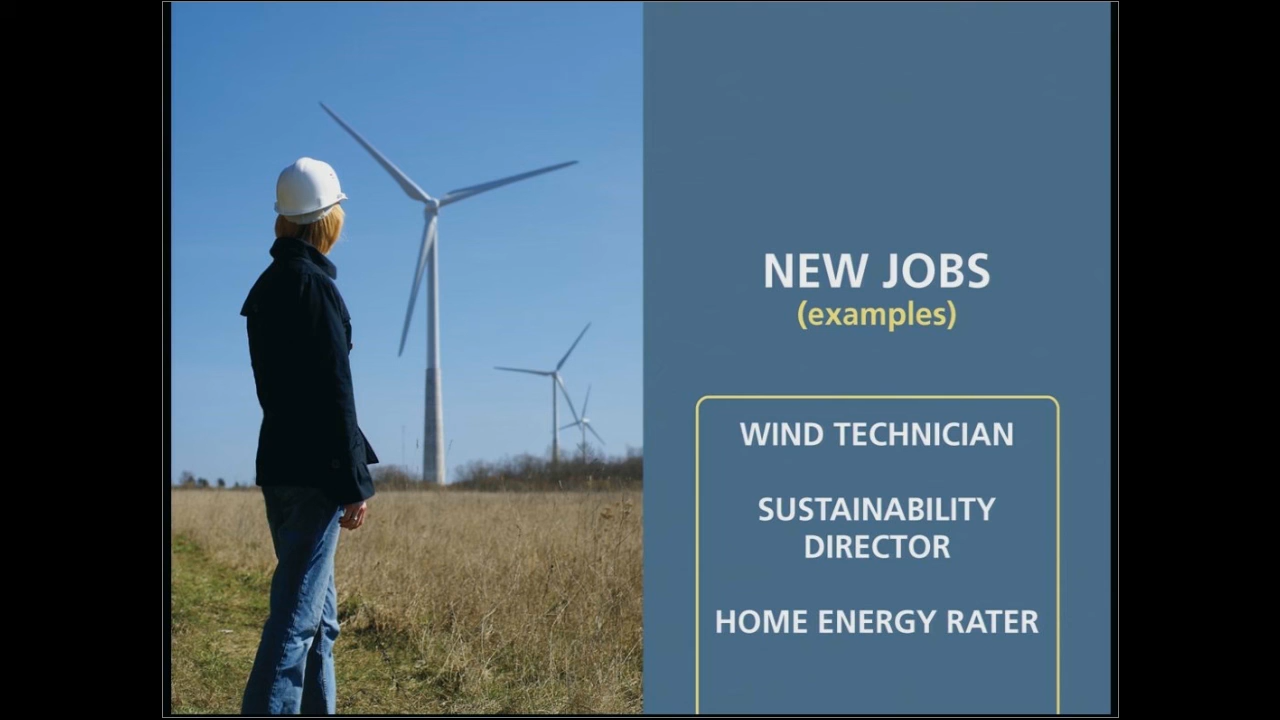 NEW JOBS
(examples)
WIND TECHNICIAN
SUSTAINABILITY
DIRECTOR
HOME ENERGY RATER